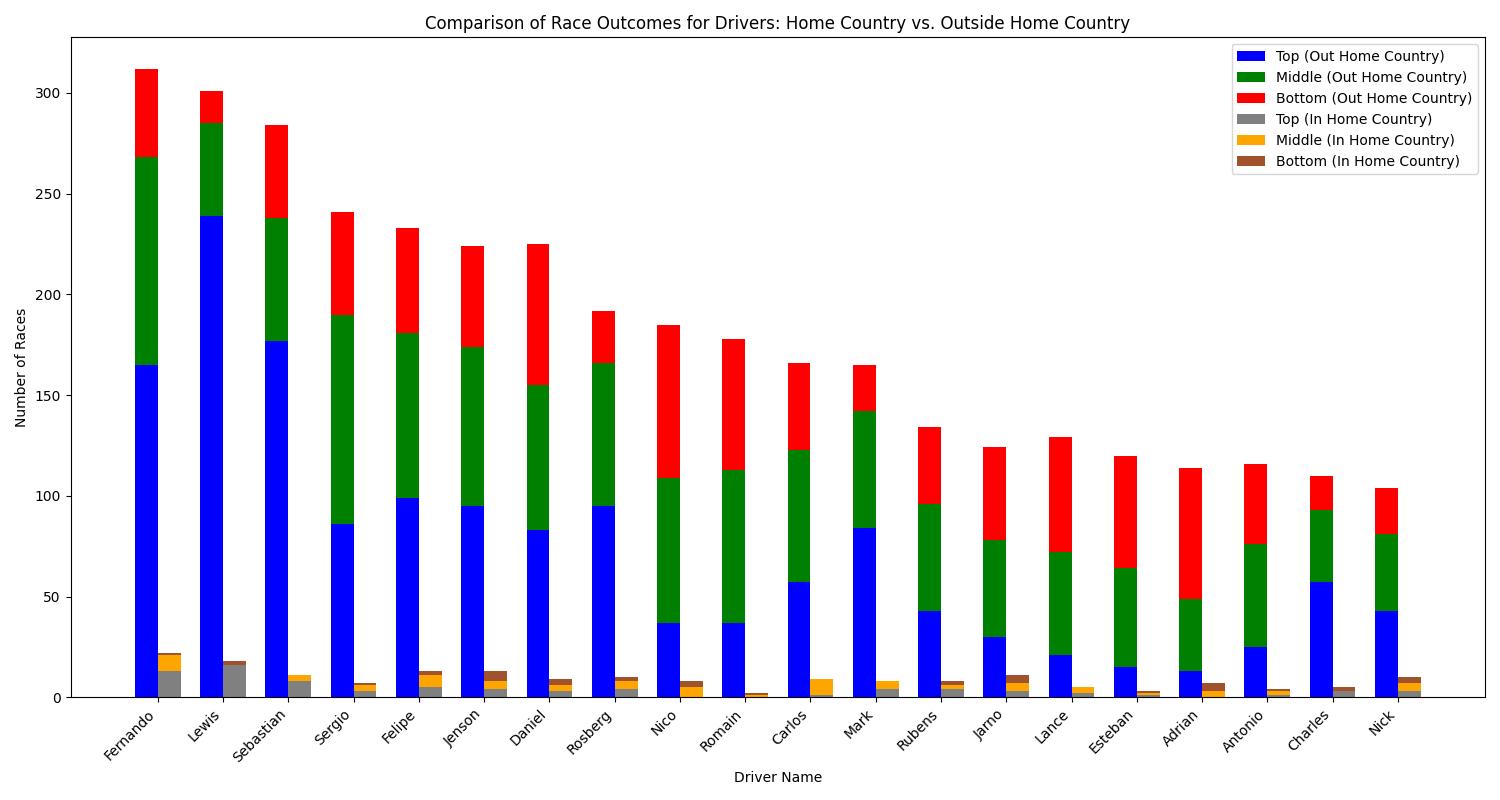 Comparison of Race Outcomes for Drivers: Home Country vs. Outside Home Country
Top (Out Home Country)
Middle (Out Home Country)
Bottom (Out Home Country)
Top (In Home Country)
Middle (In Home Country)
Bottom (In Home Country)
Number of Races
300
250
200
150
100
50
0
Fernando
Lewis
Sebastian
Sergio
Felipe
Jenson
Daniel
Rosberg
Nico
Romain
Carlos
Mark
Rubens
Jarno
Lance
Esteban
Adrian
Antonio
Charles
Nick
Driver Name